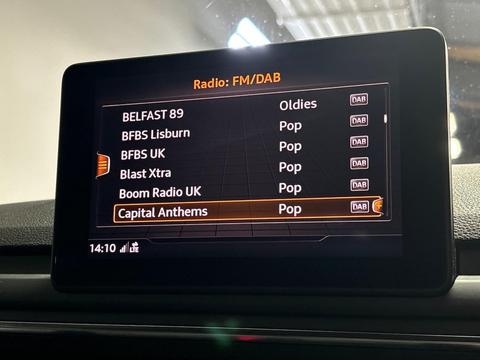 Radio: FM/DAB
BELFAST 89 Oldies DAB
BFBS Lisburn Pop DAB
BFBS UK Pop DAB
Blast Xtra Pop DAB
Boom Radio UK Pop DAB
Capital Anthems Pop DAB
14:10 LTE